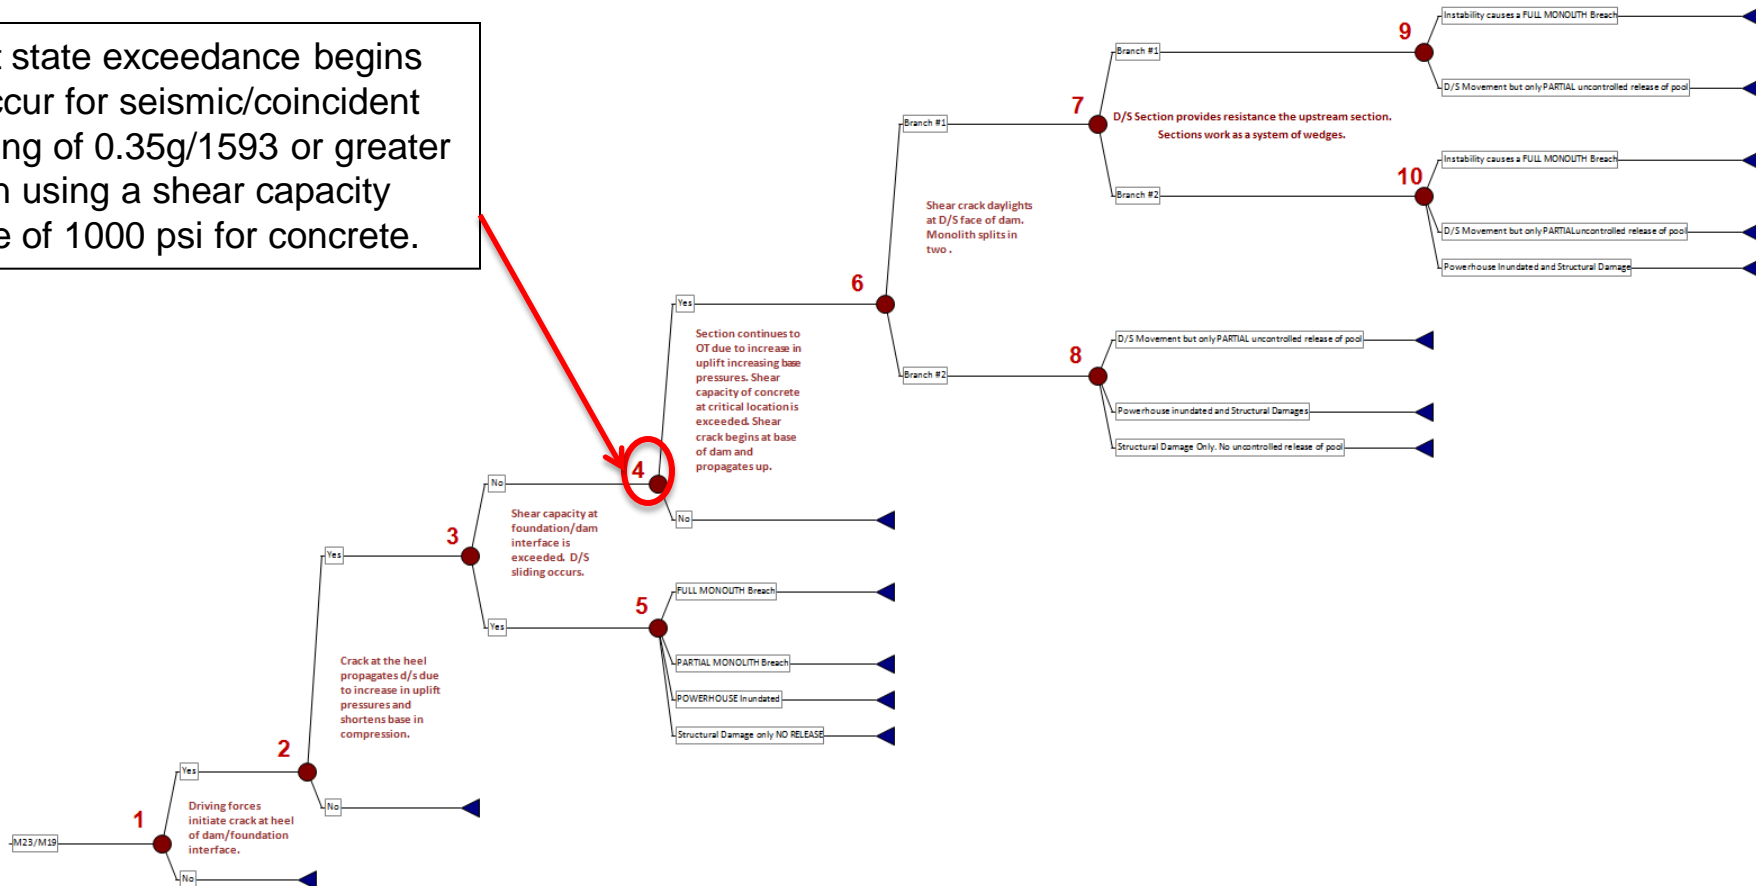 t state exceedance begins
ccur for seismic/coincident
ing of 0.35g/1593 or greater
n using a shear capacity
e of 1000 psi for concrete.
Instability causes a FULL MONOLITH Breach
9
Branch #1
D/S Movement but only PARTIAL uncontrolled release of pool
7
D/S Section provides resistance the upstream section.
Sections work as a system of wedges.
Branch #1
Instability causes a FULL MONOLITH Breach
10
Branch #2
Shear crack daylights
at D/S face of dam.
Monolith splits in
two .
D/S Movement but only PARTIALuncontrolled release of pool
Powerhouse Inundated and Structural Damage
6
Yes
Section continues to
OT due to increase in
uplift increasing base
pressures. Shear
capacity of concrete
at critical location is
exceeded. Shear
crack begins at base
of dam and
propagates up.
D/S Movement but only PARTIAL uncontrolled release of pool
8
Branch #2
Powerhouse inundated and Structural Damages
Structural Damage Only. No uncontrolled release of pool
4
No
No
Shear capacity at
foundation/dam
interface is
exceeded. D/S
sliding occurs.
3
Yes
FULL MONOLITH Breach
5
Yes
PARTIAL MONOLITH Breach
POWERHOUSE Inundated
Structural Damage only NO RELEASE
Crack at the heel
propagates d/s due
to increase in uplift
pressures and
shortens base in
compression.
2
Yes
No
Driving forces
initiate crack at heel
of dam/foundation
interface.
1
M23/M19
No